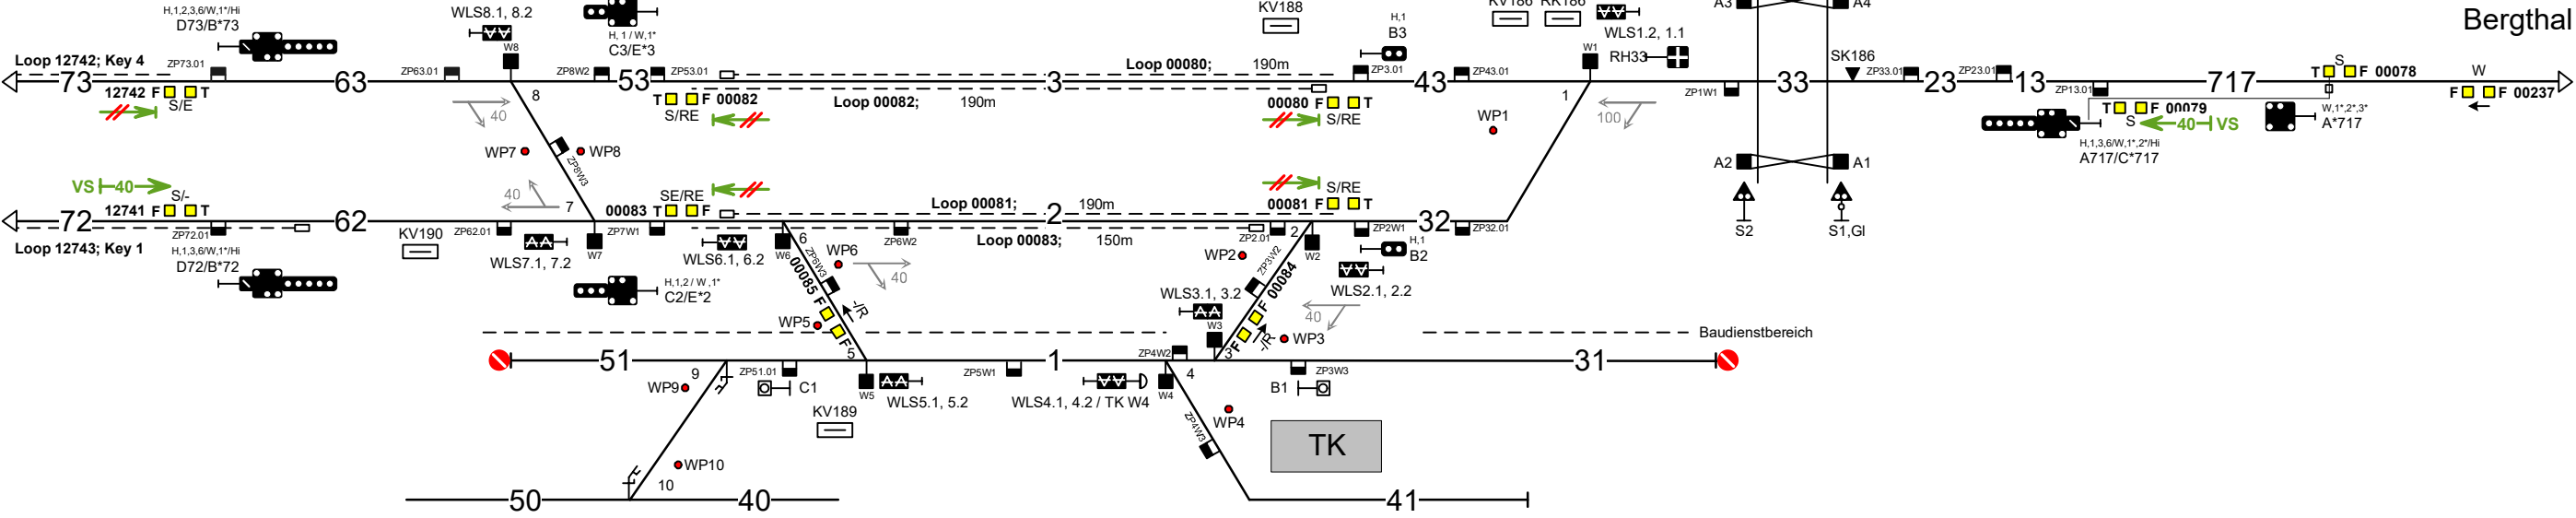 Bergthal
H,1,2,3,6/W,1*/Hi
D73/B*73
WLS8.1, 8.2
W8
H, 1 / W,1*
C3/E*3
KV188
H,1
B3
KV186 RK186
WLS1.2, 1.1
W1
RH33
A3
A4
SK186
Loop 12742; Key 4
ZP73.01
ZP63.01
ZP8W2
ZP53.01
Loop 00080; 190m
ZP3.01
ZP43.01
ZP33.01
ZP23.01
S
T F 00078
W
73
63
53
3
43
33
23
13
717
12742 F T
S/E
8
40
T F 00082
S/RE
Loop 00082; 190m
00080 F T
S/RE
WP1
1
100
ZP1W1
ZP13.01
T F 00079
S
40 VS
H,1,3,6/W,1*,2*/Hi
A717/C*717
W,1*,2*,3*
A*717
F F 00237
WP7
WP8
ZP8W3
A2
A1
VS 40
S/-
12741 F T
40
7
00083 T F
SE/RE
Loop 00081; 190m
S/RE
00081 F T
72
62
2
32
Loop 12743; Key 1
ZP72.01
H,1,3,6/W,1*/Hi
D72/B*72
KV190
ZP62.01
WLS7.1, 7.2
W7
ZP7W1
WLS6.1, 6.2
W6
6
ZP6W2
Loop 00083; 150m
ZP2.01
2
W2
ZP2W1
H,1
B2
ZP32.01
S2
S1,Gl
H,1,2 / W ,1*
C2/E*2
ZP6W3
WP6
40
00085 F F
-/R
WP5
WP2
ZP3W2
00084 F F
-/R
WLS2.1, 2.2
WLS3.1, 3.2
W3
40
WP3
Baudienstbereich
51
5
1
ZP4W2
3
31
9
WP9
ZP51.01
C1
W5
WLS5.1, 5.2
ZP5W1
WLS4.1, 4.2 / TK W4
W4
4
B1
ZP3W3
KV189
ZP4W3
WP4
TK
WP10
10
50
40
41